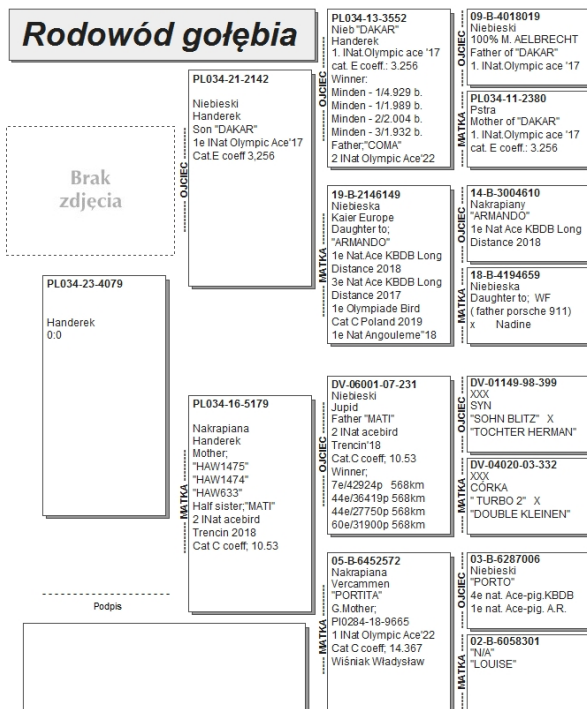 Rodowód gołębia
Brak
zdjęcia
PL034-23-4079
Handerek
0:0
Podpis
OJCIEC
PL034-21-2142
Niebieski
Handerek
Son "DAKAR"
1e INat Olympic Ace'17
Cat.E coeff 3,256
MATKA
PL034-16-5179
Nakrapiana
Handerek
Mother;
"HAW1475"
"HAW1474"
"HAW633"
Half sister;"MATI"
2 INat acebird
Trencin 2018
Cat C coeff; 10.53
OJCIEC
PL034-13-3552
Nieb "DAKAR"
Handerek
1. INat.Olympic ace '17
cat. E coeff.: 3.256
Winner:
Minden - 1/4.929 b.
Minden - 1/1.989 b.
Minden - 2/2.004 b.
Minden - 3/1.932 b.
Father;"COMA"
2 INat Olympic Ace'22
MATKA
19-B-2146149
Niebieska
Kaier Europe
Daughter to;
"ARMANDO"
1e Nat.Ace KBDB Long
Distance 2018
3e Nat Ace KBDB Long
Distance 2017
1e Olympiade Bird
Cat C Poland 2019
1e Nat Angouleme"18
OJCIEC
DV-06001-07-231
Niebieski
Jupid
Father "MATI"
2 INat acebird
Trencin'18
Cat.C coeff; 10.53
Winner;
7e/42924p 568km
44e/36419p 568km
44e/27750p 568km
60e/31900p 568km
MATKA
05-B-6452572
Nakrapiana
Vercammen
"PORTITA"
G.Mother;
Pl0284-18-9665
1 INat Olympic Ace'22
Cat C coeff; 14.367
Wiśniak Władysław
OJCIEC
09-B-4018019
Niebieski
100% M. AELBRECHT
Father of "DAKAR"
1. INat.Olympic ace '17
MATKA
PL034-11-2380
Pstra
Mother of "DAKAR"
1. INat.Olympic ace '17
cat. E coeff.: 3.256
OJCIEC
14-B-3004610
Nakrapiany
"ARMANDO"
1e Nat Ace KBDB Long
Distance 2018
MATKA
18-B-4194659
Niebieska
Daughter to; WF
( father porsche 911)
x Nadine
OJCIEC
DV-01149-98-399
XXX
SYN
"SOHN BLITZ" X
"TOCHTER HERMAN"
MATKA
DV-04020-03-332
XXX
CÓRKA
" TURBO 2" X
"DOUBLE KLEINEN"
OJCIEC
03-B-6287006
Niebieski
"PORTO"
4e nat. Ace-pig.KBDB
1e nat. Ace-pig. A.R.
MATKA
02-B-6058301
"N/A"
"LOUISE"